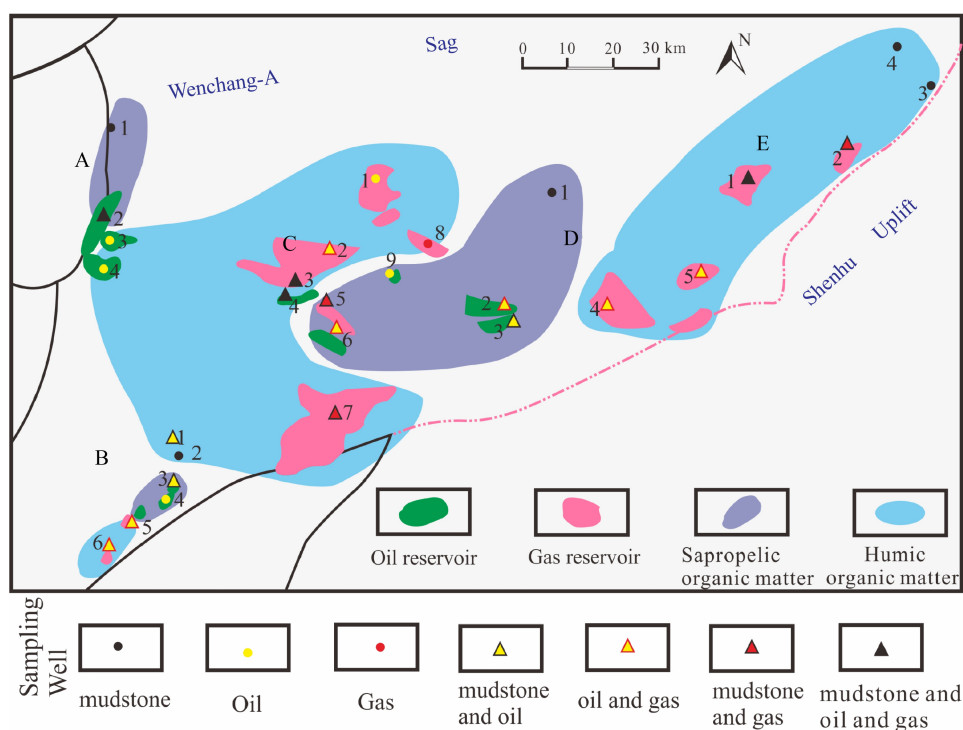 Sag
0 10 20 30 km
N
Wenchang-A
4
3
1
A
E
2
1
1
1
2
Uplift
3
8
D
C
2
4
9
5
3
Shenhu
4
5
2
4
6
3
7
1
2
B
3
4
5
6
Oil reservoir
Gas reservoir
Sapropelic
organic matter
Humic
organic matter
Sampling
Well
mudstone
Oil
Gas
mudstone
and oil
oil and gas
mudstone
and gas
mudstone and
oil and gas